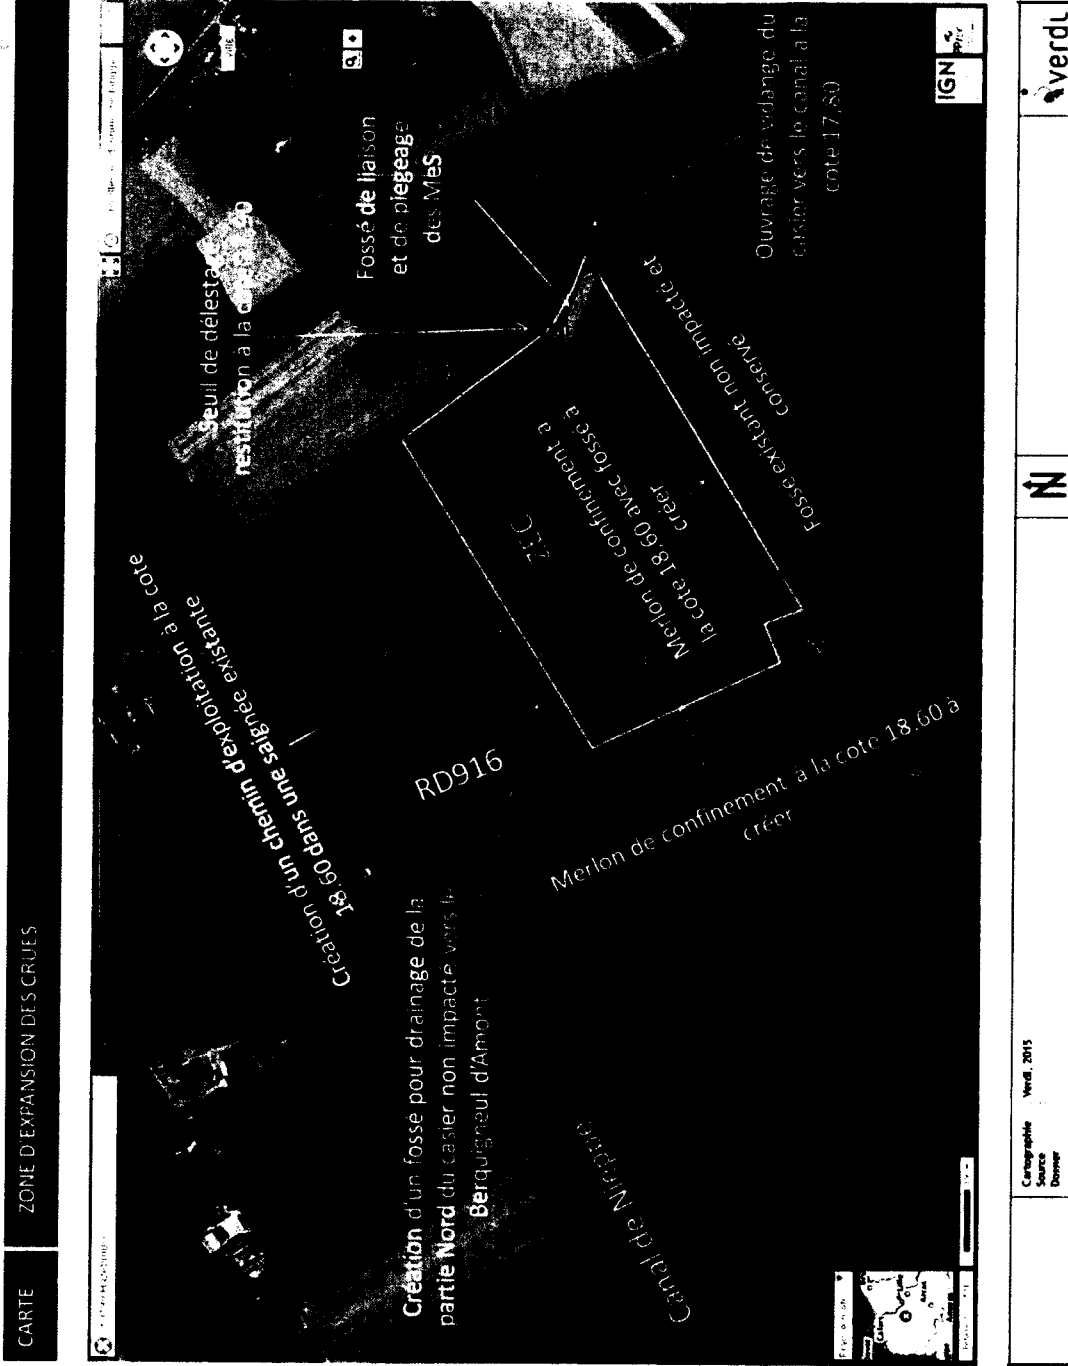 CARTE
ZONE D'EXPANSION DES CRUES
Création d'un chemin d'exploitation à la cote
18.60 dans une saignée existante
Seuil de délestage
restitution à la
Fossé de liaison
et de piegeage
des MeS
Création d'un fossé pour drainage de la
partie Nord du casier non impacté vers le
Berquigneul d'Amont
RD916
ZEC
Merlon de confinement à
la cote 18.60 avec fossé à
créer
Fossé existant non impacté et
conservé
Ouvrage de vidange du
casier vers le canal à la
cote 17,80
Merlon de confinement à la cote 18.60 à
créer
Canal de Nieppe
IGN
Cartographie Verdi, 2015
Source
Dossier
N
verdi